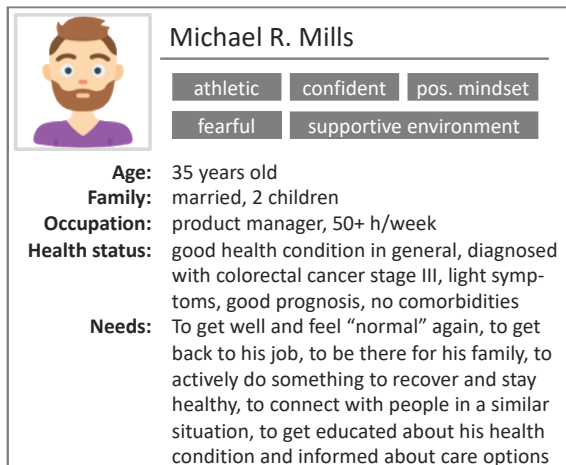 Michael R. Mills
athletic confident pos. mindset
fearful supportive environment
Age: 35 years old
Family: married, 2 children
Occupation: product manager, 50+ h/week
Health status: good health condition in general, diagnosed
with colorectal cancer stage III, light symp-
toms, good prognosis, no comorbidities
Needs: To get well and feel “normal” again, to get
back to his job, to be there for his family, to
actively do something to recover and stay
healthy, to connect with people in a similar
situation, to get educated about his health
condition and informed about care options